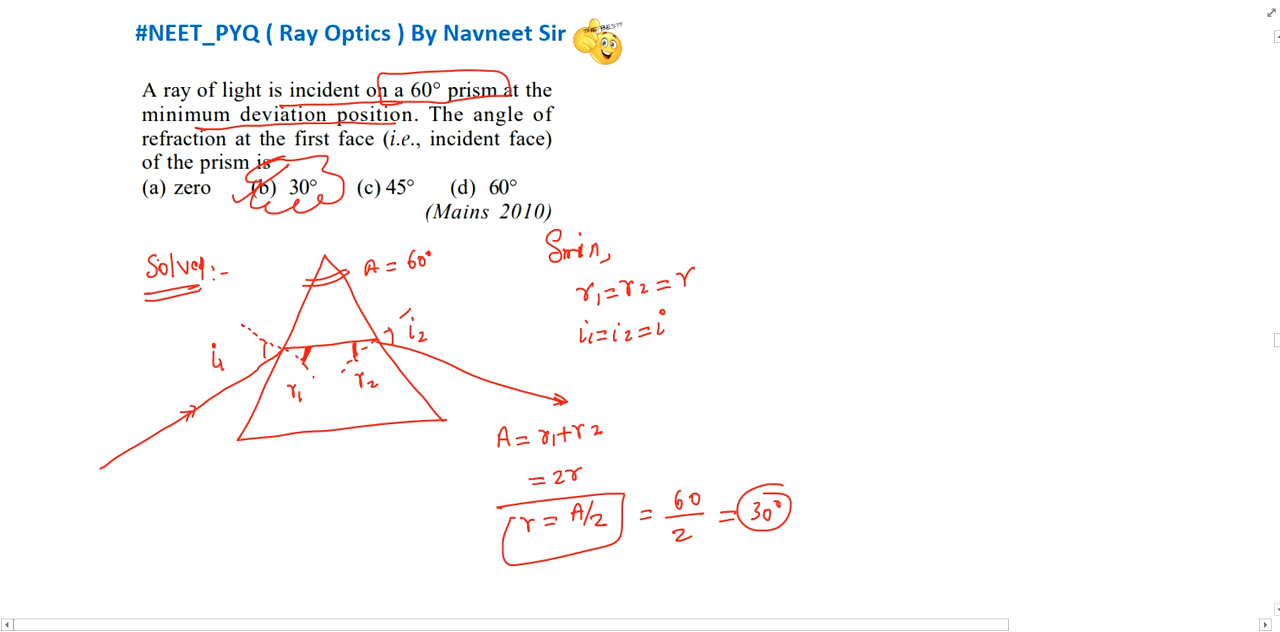 #NEET_PYQ ( Ray Optics ) By Navneet Sir
THE BEST!
A ray of light is incident on a 60° prism at the
minimum deviation position. The angle of
refraction at the first face (i.e., incident face)
of the prism is
(a) zero (b) 30° (c) 45° (d) 60°
(Mains 2010)
Solved:-
A = 60°
δmin,
r₁=r₂=r
i₁=i₂=i
i₁
i₂
r₁
r₂
A = r₁+r₂
= 2r
r = A/2 = 60/2 = 30°